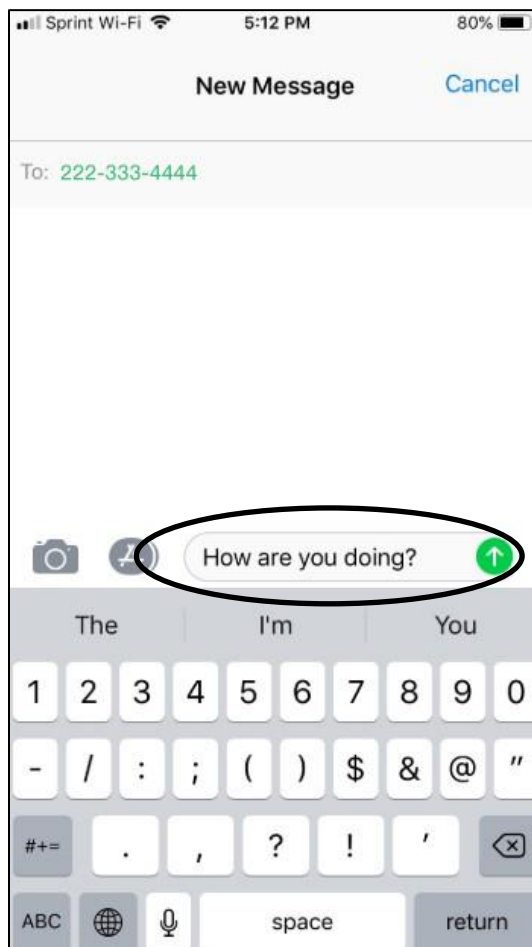 Sprint Wi-Fi 5:12 PM 80%
New Message Cancel
To: 222-333-4444
How are you doing?
The I'm You
1 2 3 4 5 6 7 8 9 0
- / : ; ( ) $ & @ "
#+= . , ? ! '
ABC space return